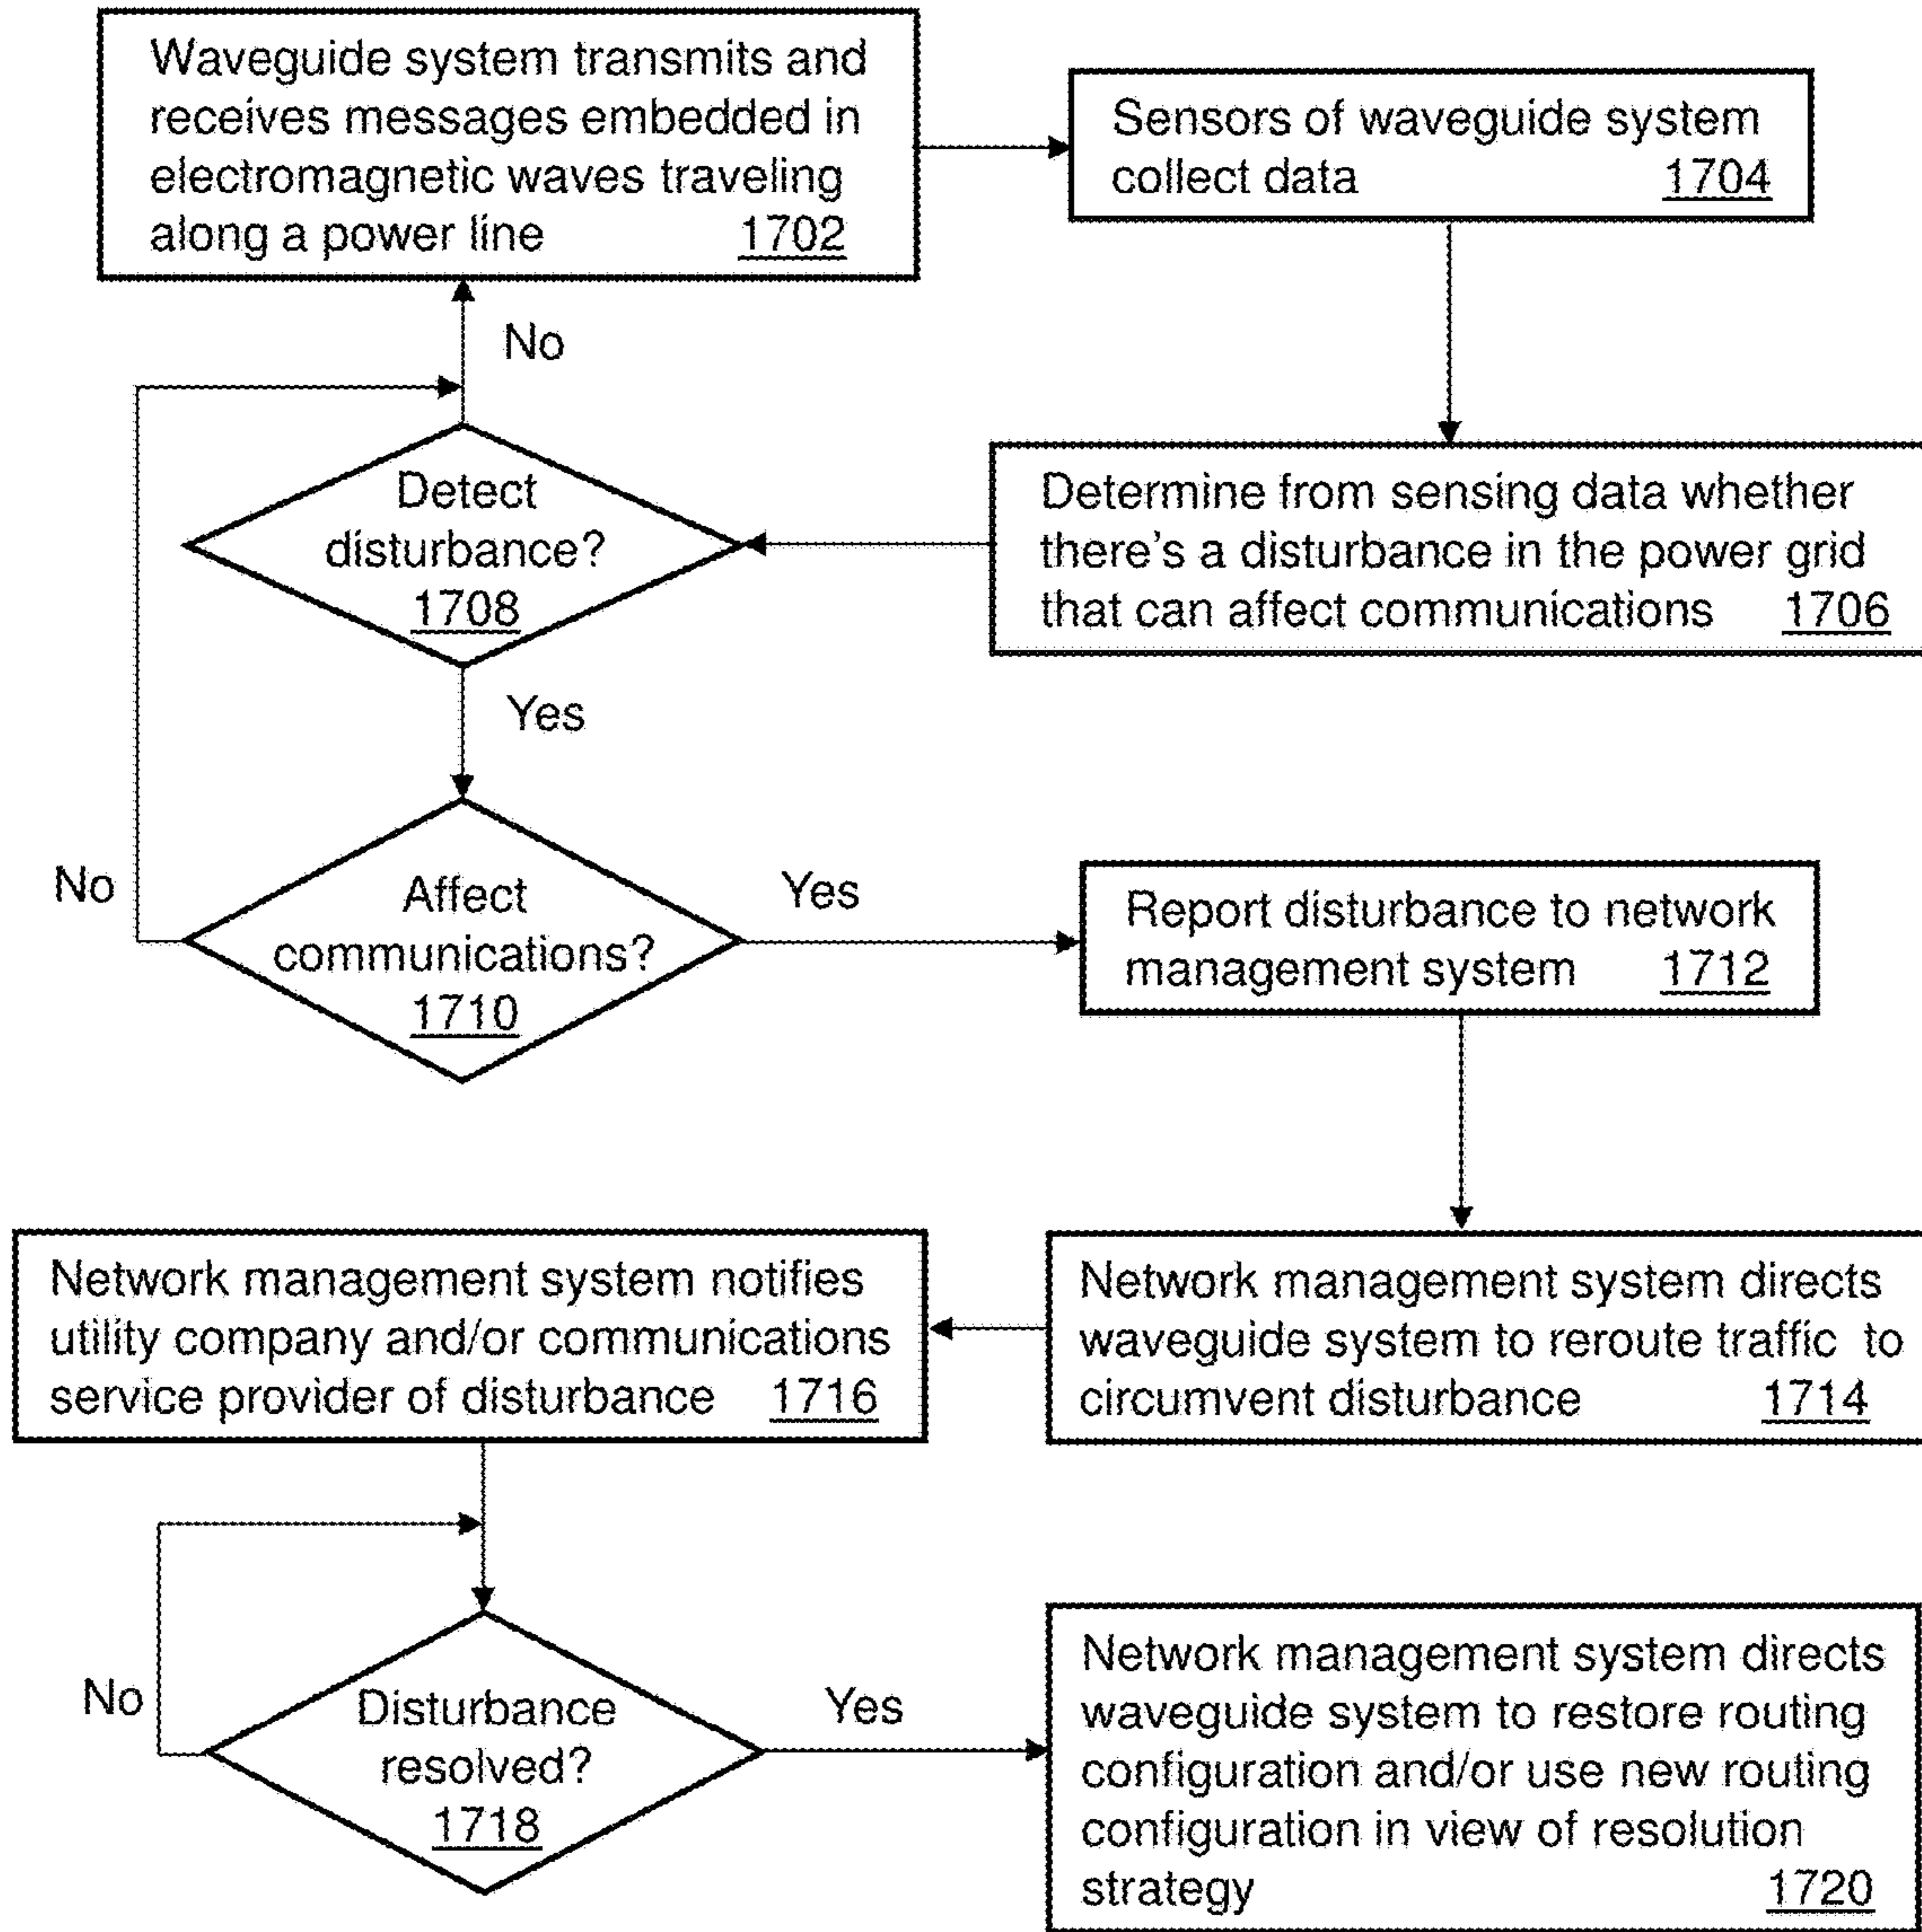 Waveguide system transmits and
receives messages embedded in
electromagnetic waves traveling
along a power line 1702
Sensors of waveguide system
collect data 1704
No
Detect
disturbance?
1708
Determine from sensing data whether
there's a disturbance in the power grid
that can affect communications 1706
Yes
No
Affect
communications?
1710
Yes
Report disturbance to network
management system 1712
Network management system notifies
utility company and/or communications
service provider of disturbance 1716
Network management system directs
waveguide system to reroute traffic to
circumvent disturbance 1714
No
Disturbance
resolved?
1718
Yes
Network management system directs
waveguide system to restore routing
configuration and/or use new routing
configuration in view of resolution
strategy 1720